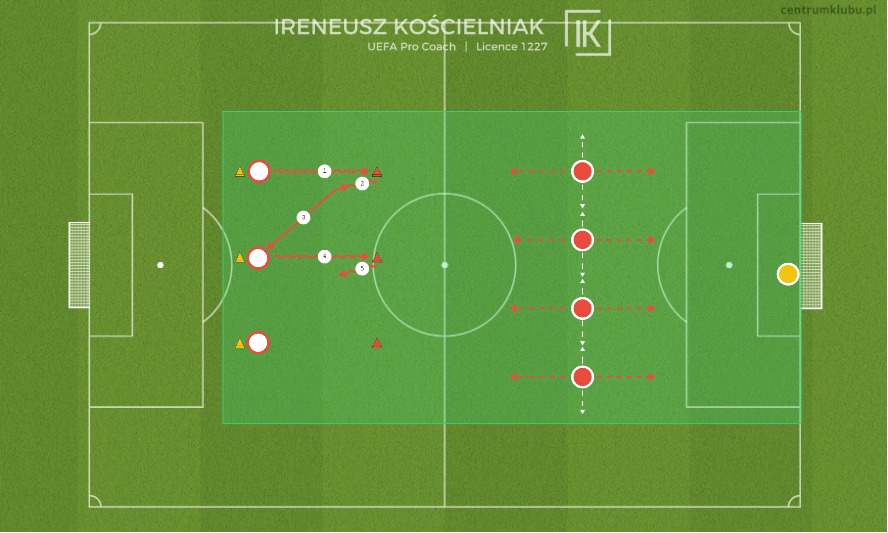 centrumklubu.pl
IRENEUSZ KOŚCIELNIAK
IK
UEFA Pro Coach | Licence 1227
1
2
3
4
5